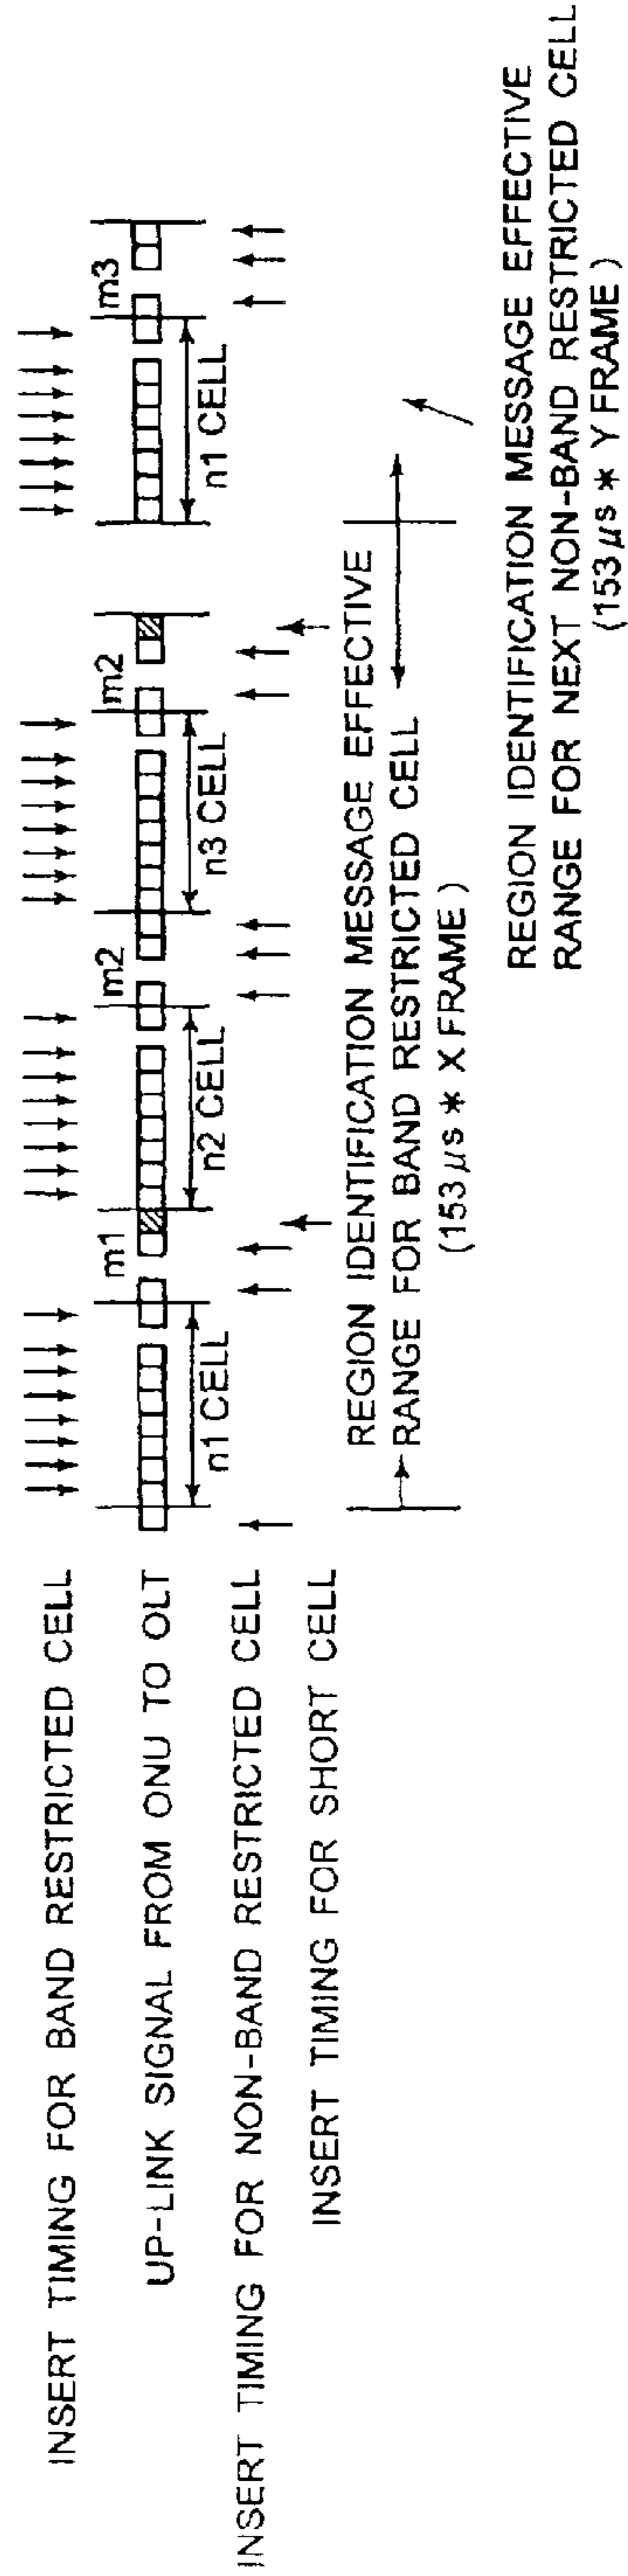 INSERT TIMING FOR BAND RESTRICTED CELL
UP-LINK SIGNAL FROM ONU TO OLT
n1 CELL
m1
n2 CELL
m2
n3 CELL
m2
n1 CELL
m3
INSERT TIMING FOR NON-BAND RESTRICTED CELL
INSERT TIMING FOR SHORT CELL
REGION IDENTIFICATION MESSAGE EFFECTIVE
RANGE FOR BAND RESTRICTED CELL
(153μs * X FRAME)
REGION IDENTIFICATION MESSAGE EFFECTIVE
RANGE FOR NEXT NON-BAND RESTRICTED CELL
(153μs * Y FRAME)